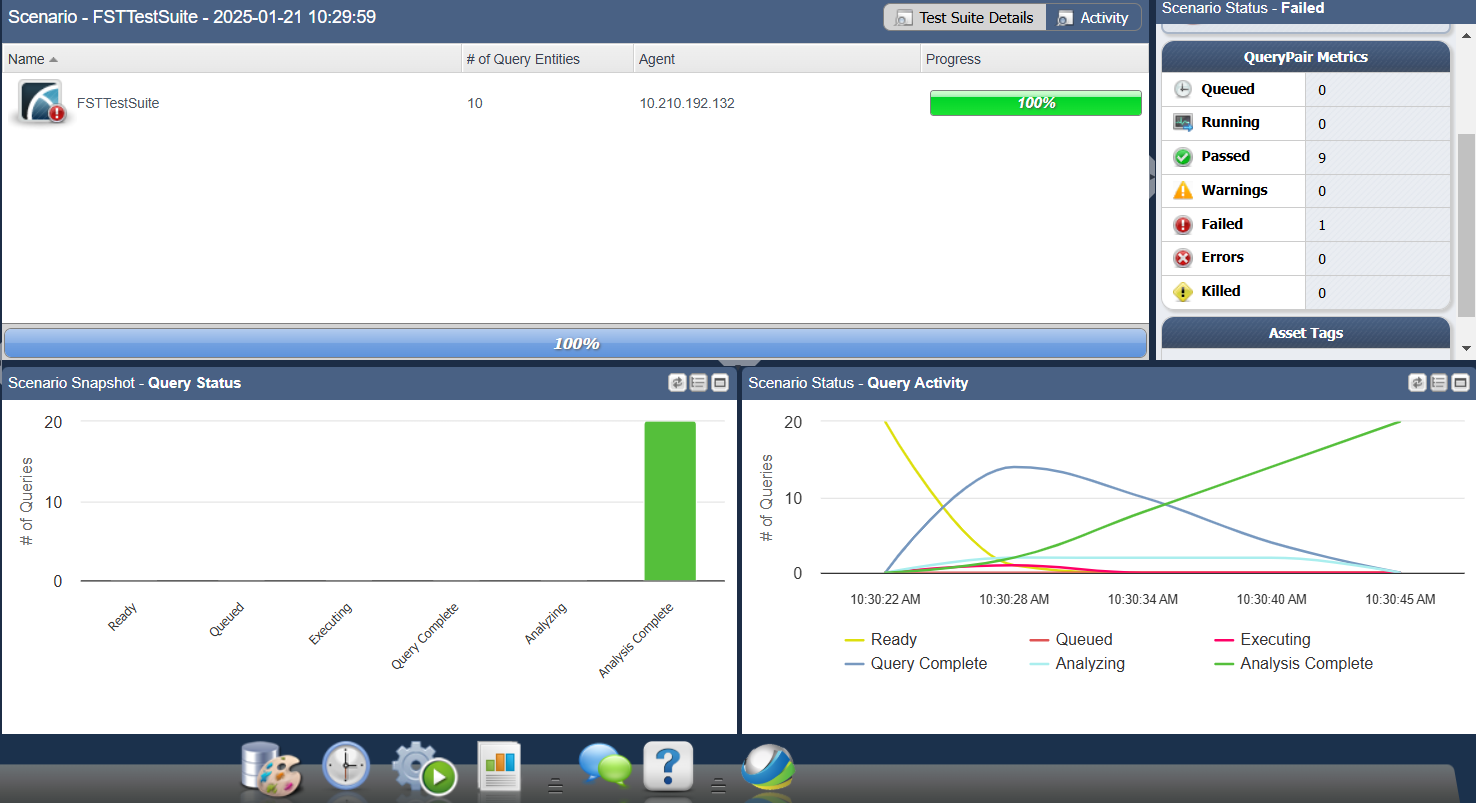 Scenario - FSTTestSuite - 2025-01-21 10:29:59
Test Suite Details
Activity
Name
# of Query Entities
Agent
Progress
FSTTestSuite
10
10.210.192.132
100%
100%
Scenario Status - Failed
QueryPair Metrics
Queued 0
Running 0
Passed 9
Warnings 0
Failed 1
Errors 0
Killed 0
Asset Tags
Scenario Snapshot - Query Status
# of Queries
20
10
0
Ready
Queued
Executing
Query Complete
Analyzing
Analysis Complete
Scenario Status - Query Activity
# of Queries
20
10
0
10:30:22 AM
10:30:28 AM
10:30:34 AM
10:30:40 AM
10:30:45 AM
Ready
Queued
Executing
Query Complete
Analyzing
Analysis Complete
?